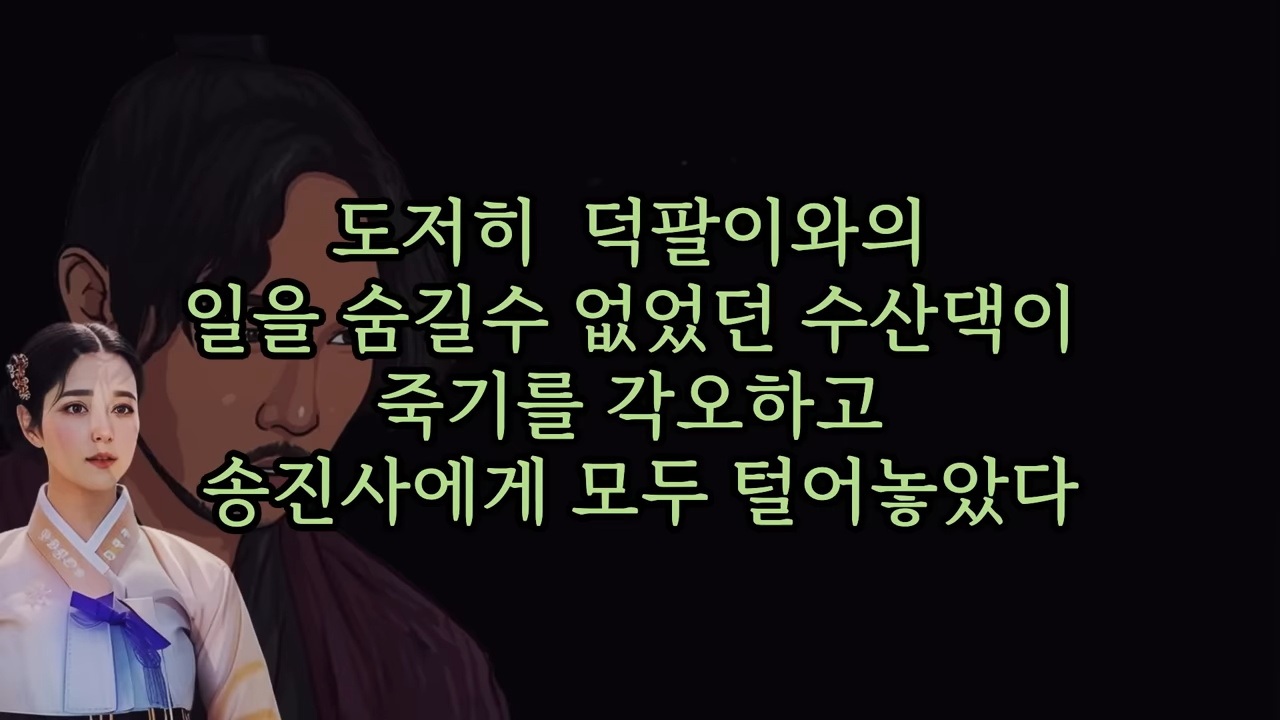 도저히 덕팔이와의
일을 숨길수 없었던 수산댁이
죽기를 각오하고
송진사에게 모두 털어놓았다